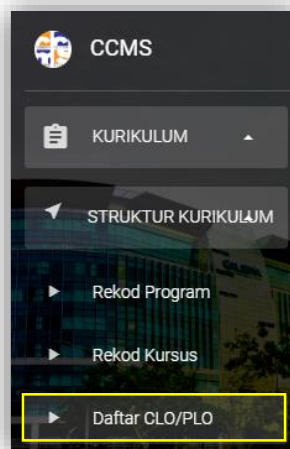 CCMS
KURIKULUM
STRUKTUR KURIKULUM
Rekod Program
Rekod Kursus
Daftar CLO/PLO